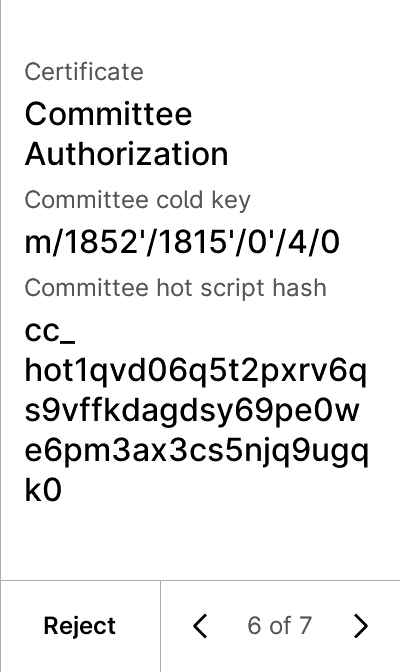 Certificate
Committee
Authorization
Committee cold key
m/1852'/1815'/0'/4/0
Committee hot script hash
cc_
hot1qvd06q5t2pxrv6q
s9vffkdagdsy69pe0w
e6pm3ax3cs5njq9ugq
k0
Reject
6 of 7